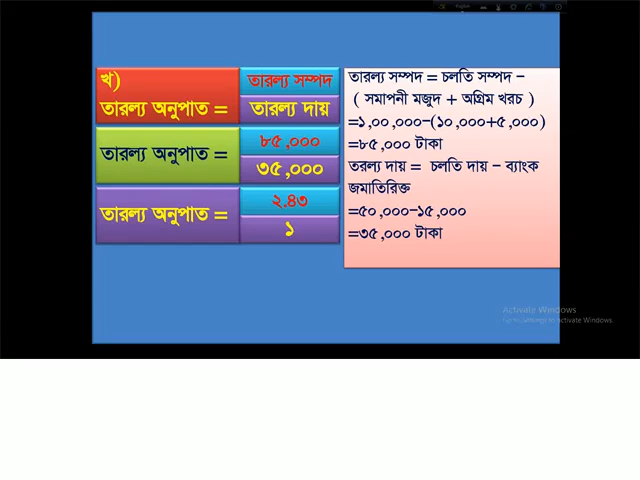 খ)
তারল্য অনুপাত =
তারল্য সম্পদ
তারল্য দায়
তারল্য অনুপাত =
৮৫,০০০
৩৫,০০০
তারল্য অনুপাত =
২.৪৩
১
তারল্য সম্পদ = চলতি সম্পদ –
( সমাপনী মজুদ + অগ্রিম খরচ )
=১,০০,০০০–(১০,০০০+৫,০০০)
=৮৫,০০০ টাকা
তরল্য দায় = চলতি দায় – ব্যাংক
জমাতিরিক্ত
=৫০,০০০–১৫,০০০
=৩৫,০০০ টাকা
Activate Windows